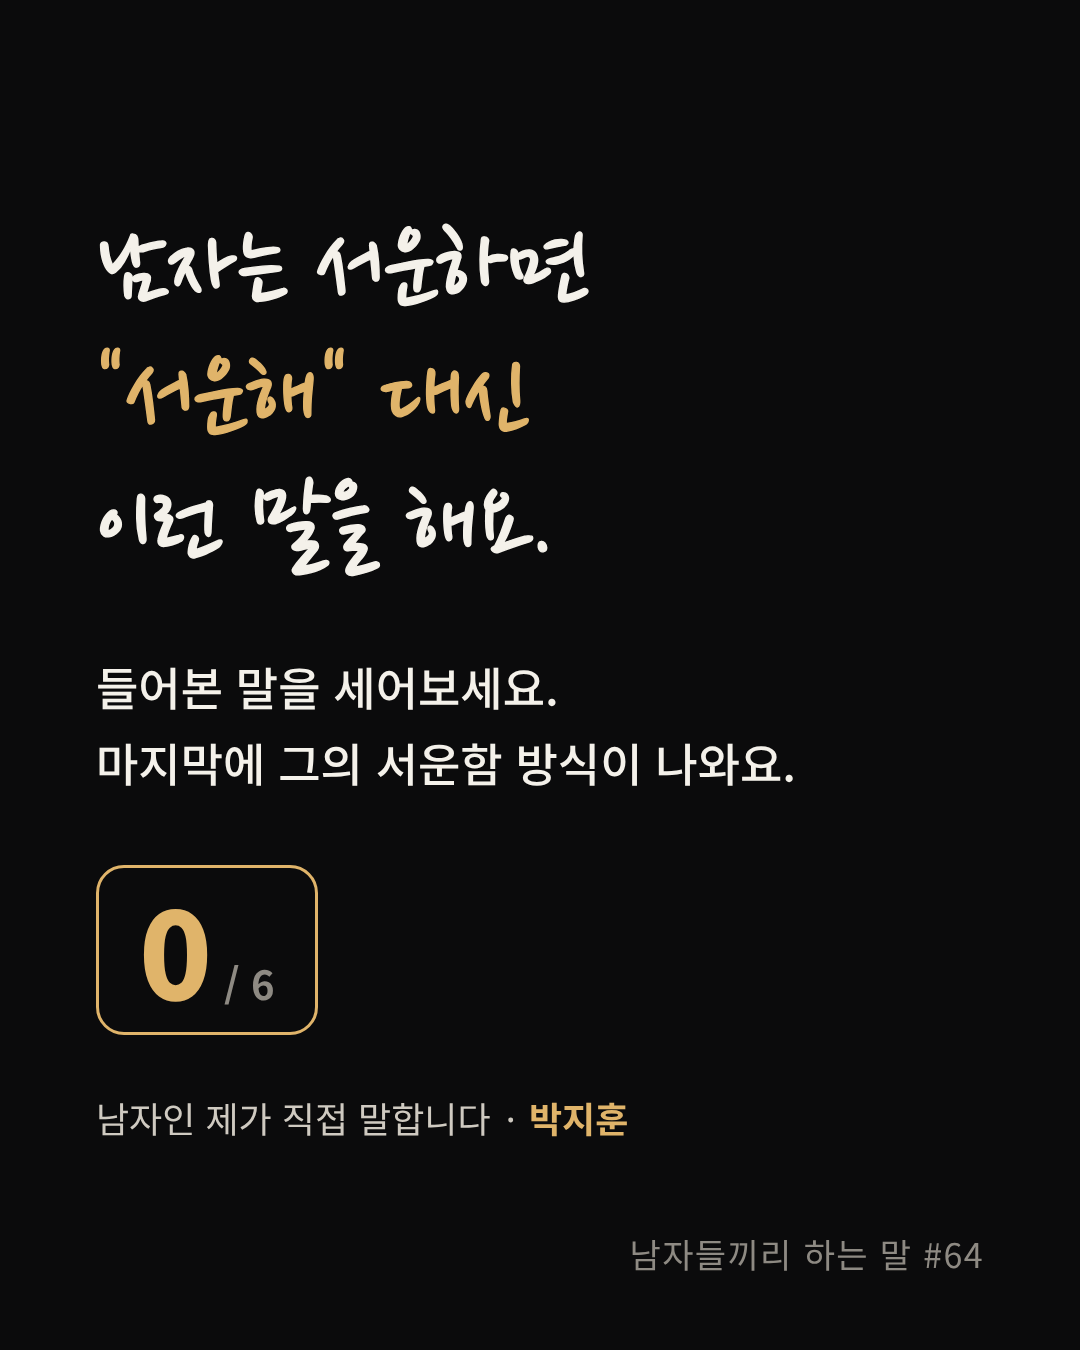 남자는 서운하면
"서운해" 대신
이런 말을 해요.
들어본 말을 세어보세요.
마지막에 그의 서운함 방식이 나와요.
0 / 6
남자인 제가 직접 말합니다 · 박지훈
남자들끼리 하는 말 #64